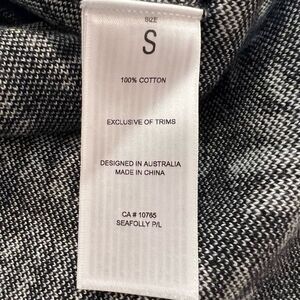 SIZE
S
100% COTTON
EXCLUSIVE OF TRIMS
DESIGNED IN AUSTRALIA
MADE IN CHINA
CA # 10765
SEAFOLLY P/L